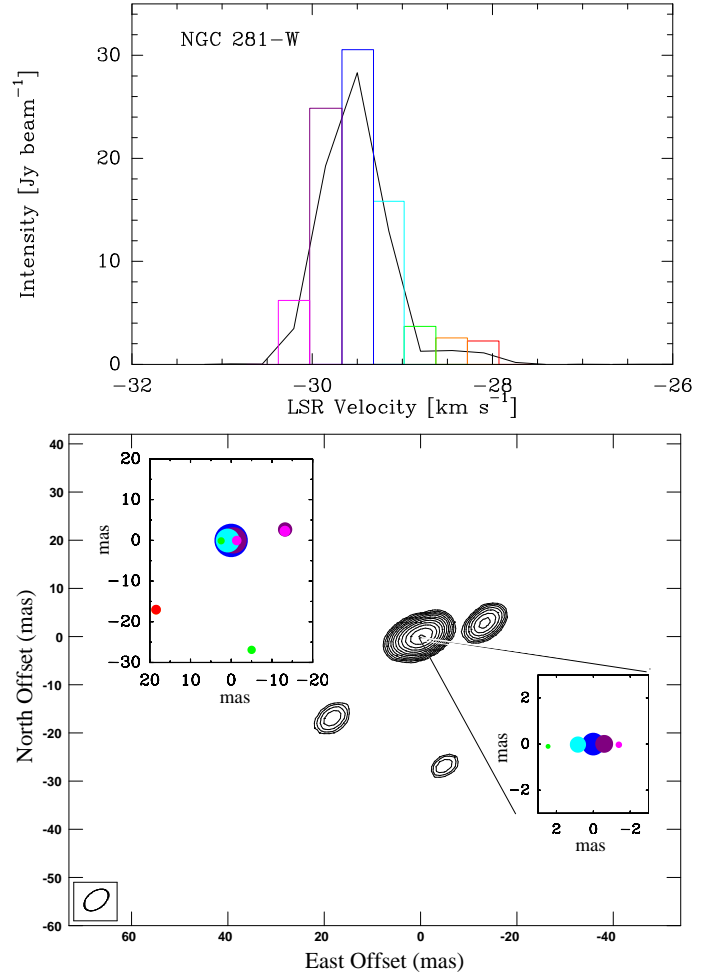 NGC 281-W
30
20
10
0
Intensity [Jy beam⁻¹]
-32 -30 -28 -26
LSR Velocity [km s⁻¹]
40
30
20
10
0
-10
-20
-30
-40
-50
-60
North Offset (mas)
20
10
0
-10
-20
-30
mas
20 10 0 -10 -20
mas
2
0
-2
mas
2 0 -2
mas
60 40 20 0 -20 -40
East Offset (mas)